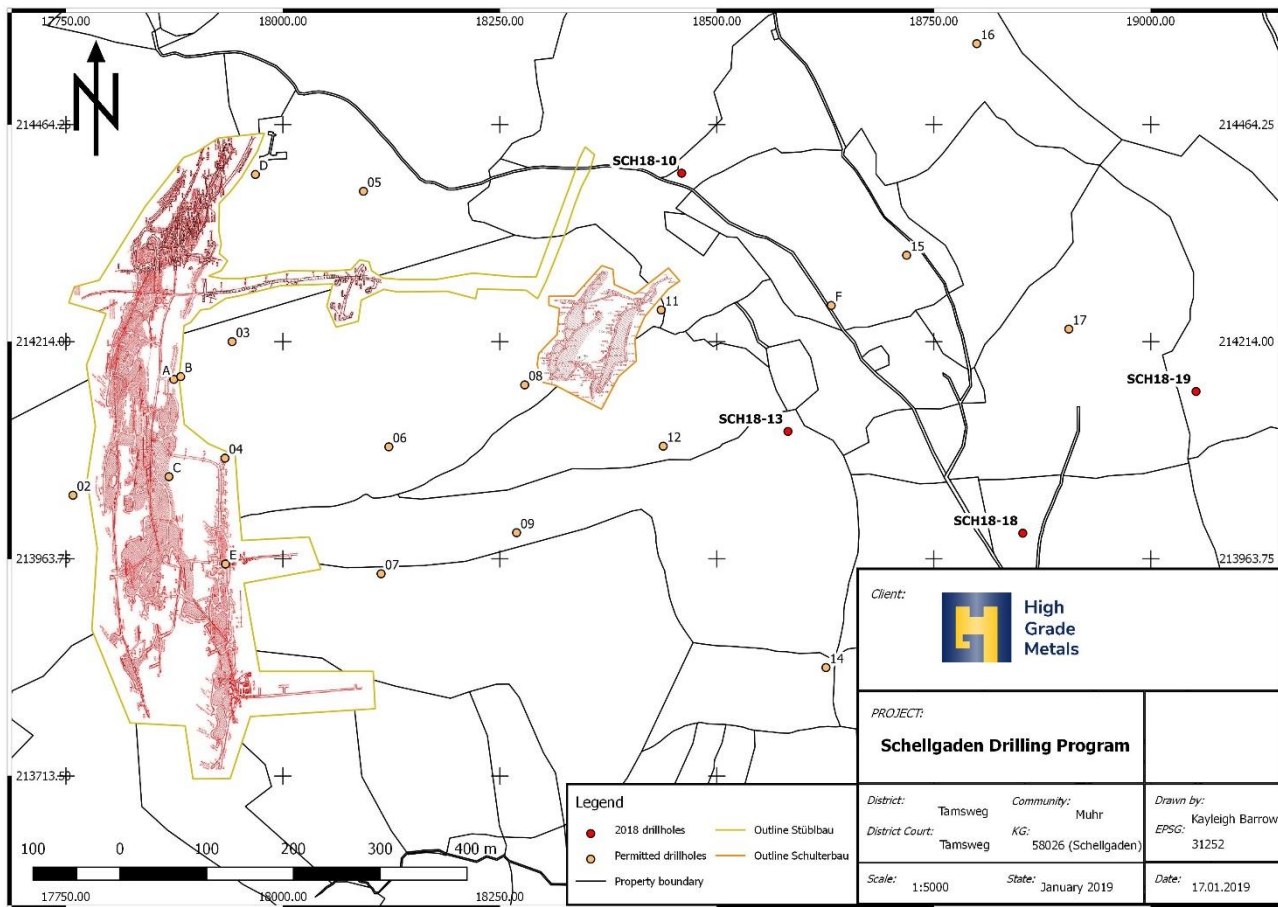 17750.00 18000.00 18250.00 18500.00 18750.00 19000.00
N
16
214464.25 214464.25
SCH18-10
D
05
15
F
11
17
03
214214.00 214214.00
A B
08
SCH18-19
SCH18-13
06
12
04
C
02
09
SCH18-18
213963.75 213963.75
E
07
14
213713.50
Client:
High
Grade
Metals
PROJECT:
Schellgaden Drilling Program
District: Tamsweg
Community: Muhr
Drawn by: Kayleigh Barrow
District Court: Tamsweg
KG: 58026 (Schellgaden)
EPSG: 31252
Scale: 1:5000
State: January 2019
Date: 17.01.2019
Legend
2018 drillholes
Outline Stüblbau
Permitted drillholes
Outline Schulterbau
Property boundary
100 0 100 200 300 400 m
17750.00 18000.00 18250.00